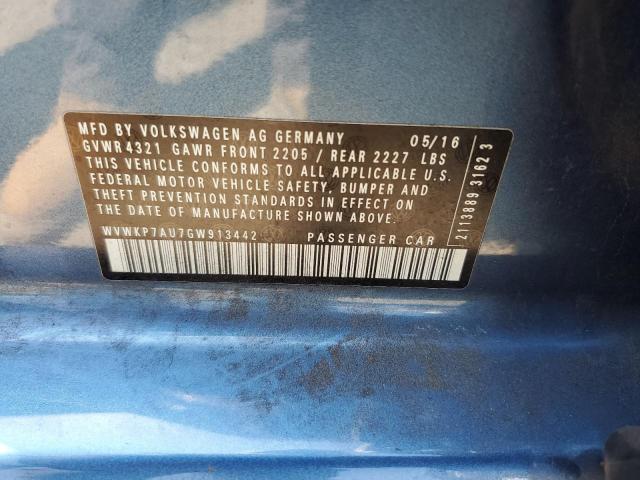 MFD BY VOLKSWAGEN AG GERMANY 05/16
GVWR 4321 GAWR FRONT 2205 / REAR 2227 LBS
THIS VEHICLE CONFORMS TO ALL APPLICABLE U.S.
FEDERAL MOTOR VEHICLE SAFETY, BUMPER AND
THEFT PREVENTION STANDARDS IN EFFECT ON
DATE OF MANUFACTURE SHOWN ABOVE.
WVWKP7AU7GW913442 PASSENGER CAR
2113889 3162 3